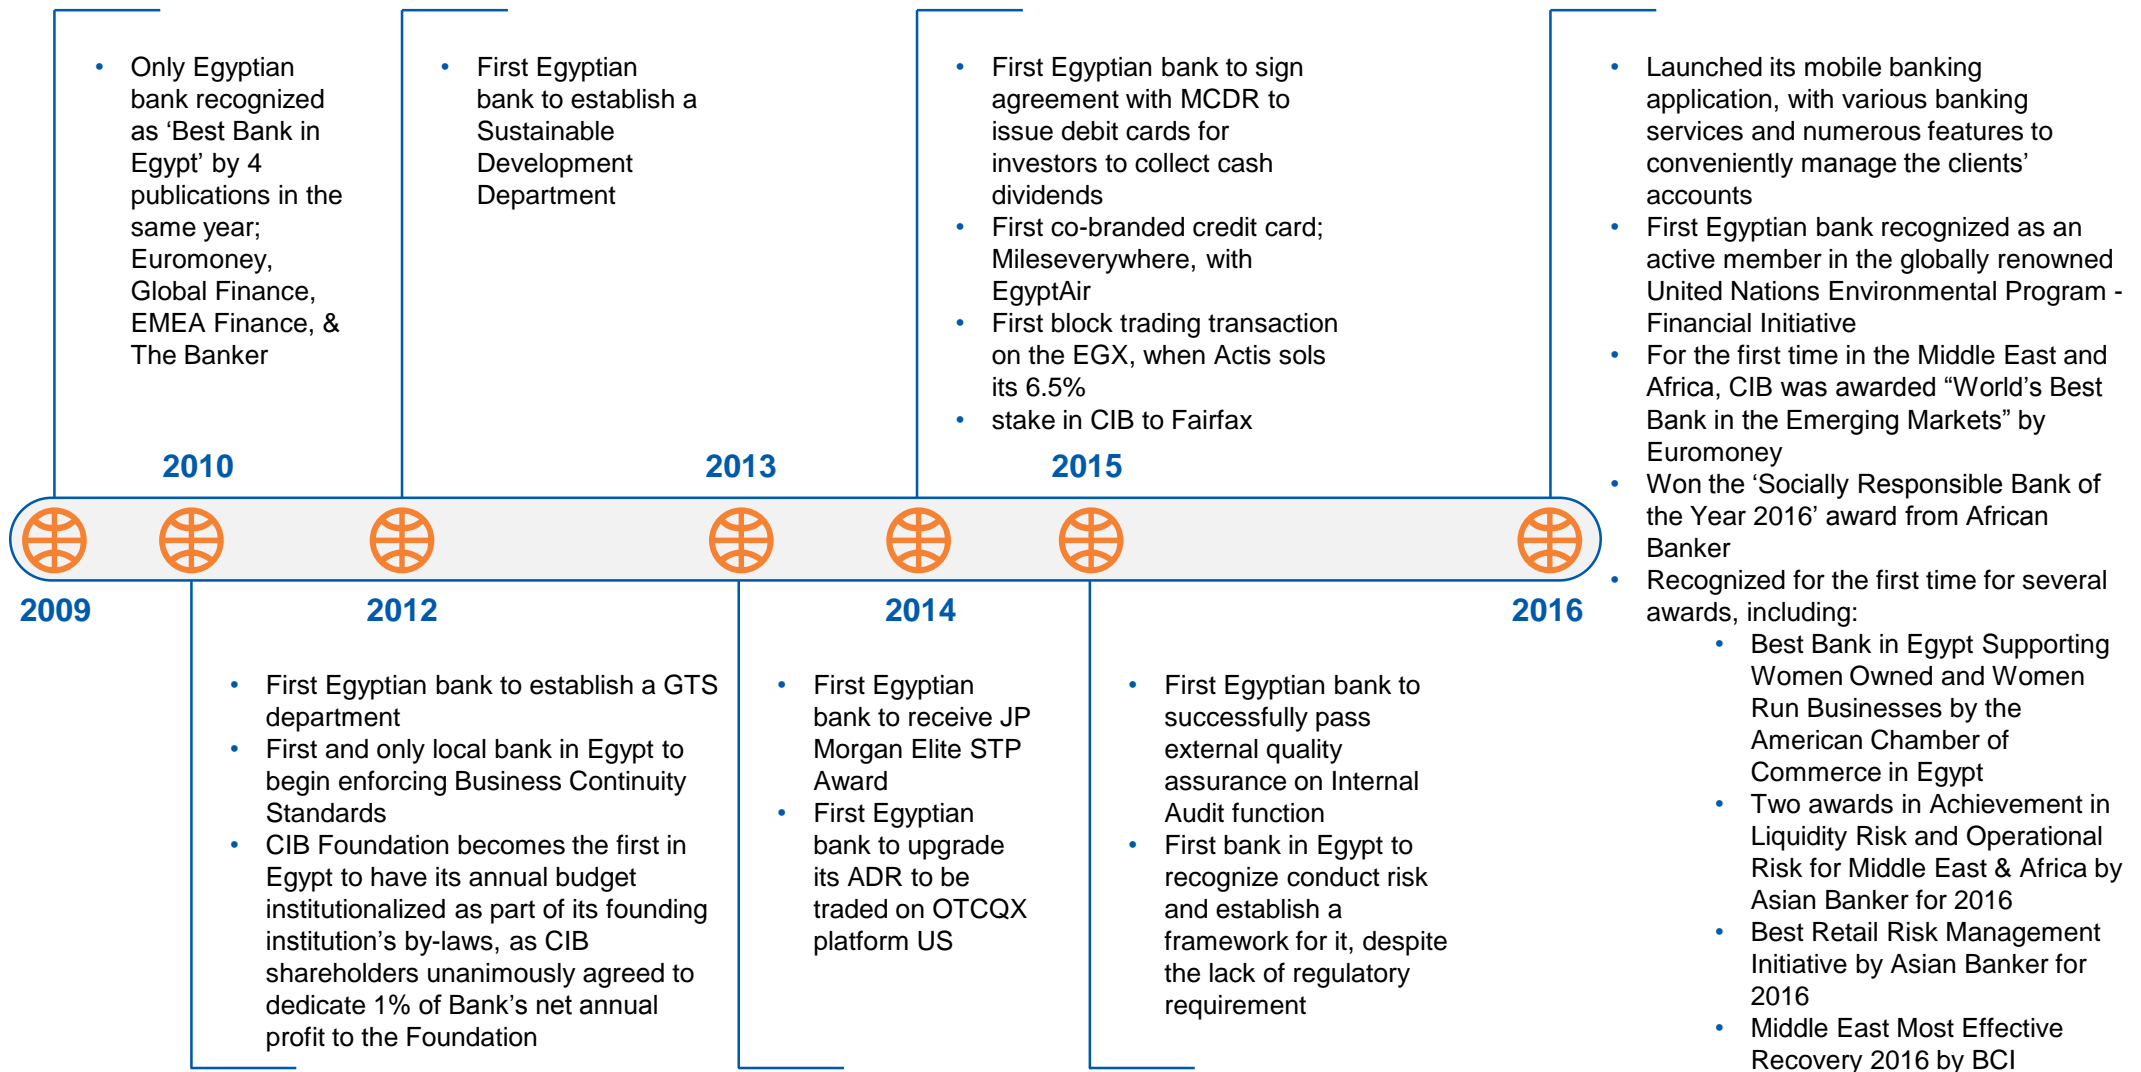 • Only Egyptian
bank recognized
as ‘Best Bank in
Egypt’ by 4
publications in the
same year;
Euromoney,
Global Finance,
EMEA Finance, &
The Banker
• First Egyptian
bank to establish a
Sustainable
Development
Department
• First Egyptian bank to sign
agreement with MCDR to
issue debit cards for
investors to collect cash
dividends
• First co-branded credit card;
Mileseverywhere, with
EgyptAir
• First block trading transaction
on the EGX, when Actis sols
its 6.5%
• stake in CIB to Fairfax
2010
2013
2015
2009
2012
2014
2016
• First Egyptian bank to establish a GTS
department
• First and only local bank in Egypt to
begin enforcing Business Continuity
Standards
• CIB Foundation becomes the first in
Egypt to have its annual budget
institutionalized as part of its founding
institution’s by-laws, as CIB
shareholders unanimously agreed to
dedicate 1% of Bank’s net annual
profit to the Foundation
• First Egyptian
bank to receive JP
Morgan Elite STP
Award
• First Egyptian
bank to upgrade
its ADR to be
traded on OTCQX
platform US
• First Egyptian bank to
successfully pass
external quality
assurance on Internal
Audit function
• First bank in Egypt to
recognize conduct risk
and establish a
framework for it, despite
the lack of regulatory
requirement
• Launched its mobile banking
application, with various banking
services and numerous features to
conveniently manage the clients’
accounts
• First Egyptian bank recognized as an
active member in the globally renowned
United Nations Environmental Program -
Financial Initiative
• For the first time in the Middle East and
Africa, CIB was awarded “World’s Best
Bank in the Emerging Markets” by
Euromoney
• Won the ‘Socially Responsible Bank of
the Year 2016’ award from African
Banker
• Recognized for the first time for several
awards, including:
• Best Bank in Egypt Supporting
Women Owned and Women
Run Businesses by the
American Chamber of
Commerce in Egypt
• Two awards in Achievement in
Liquidity Risk and Operational
Risk for Middle East & Africa by
Asian Banker for 2016
• Best Retail Risk Management
Initiative by Asian Banker for
2016
• Middle East Most Effective
Recovery 2016 by BCI